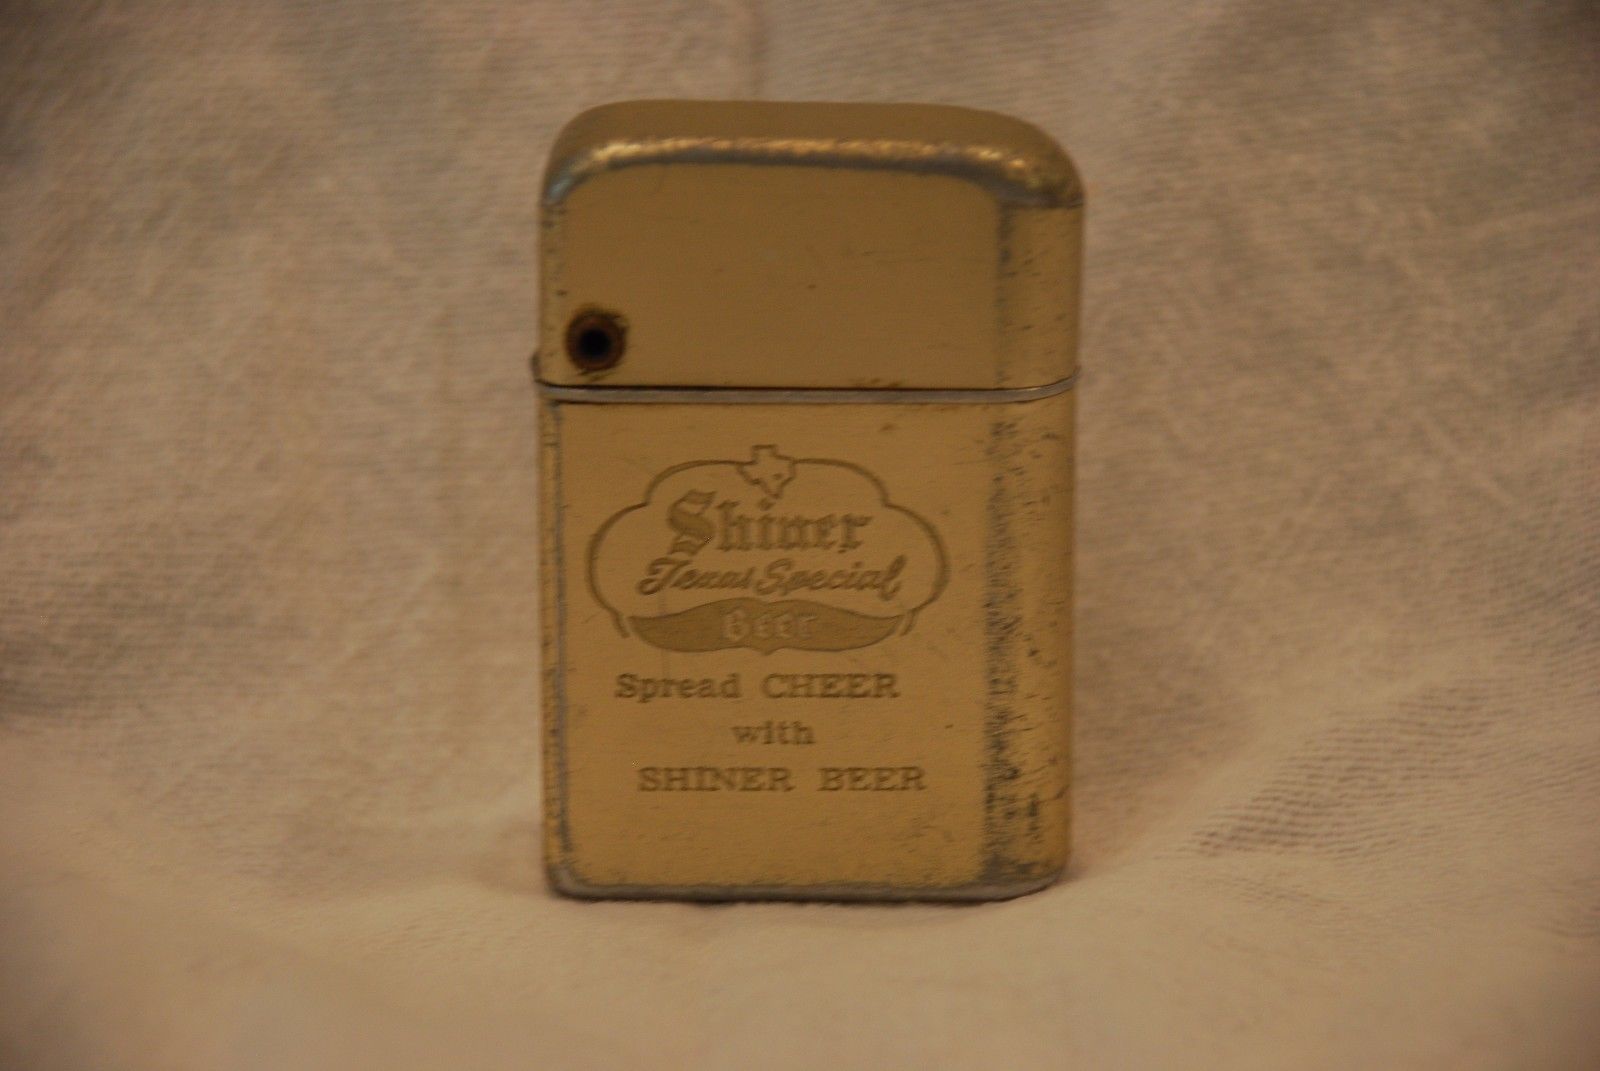 Shiner
Texas Special
Beer
Spread CHEER
with
SHINER BEER